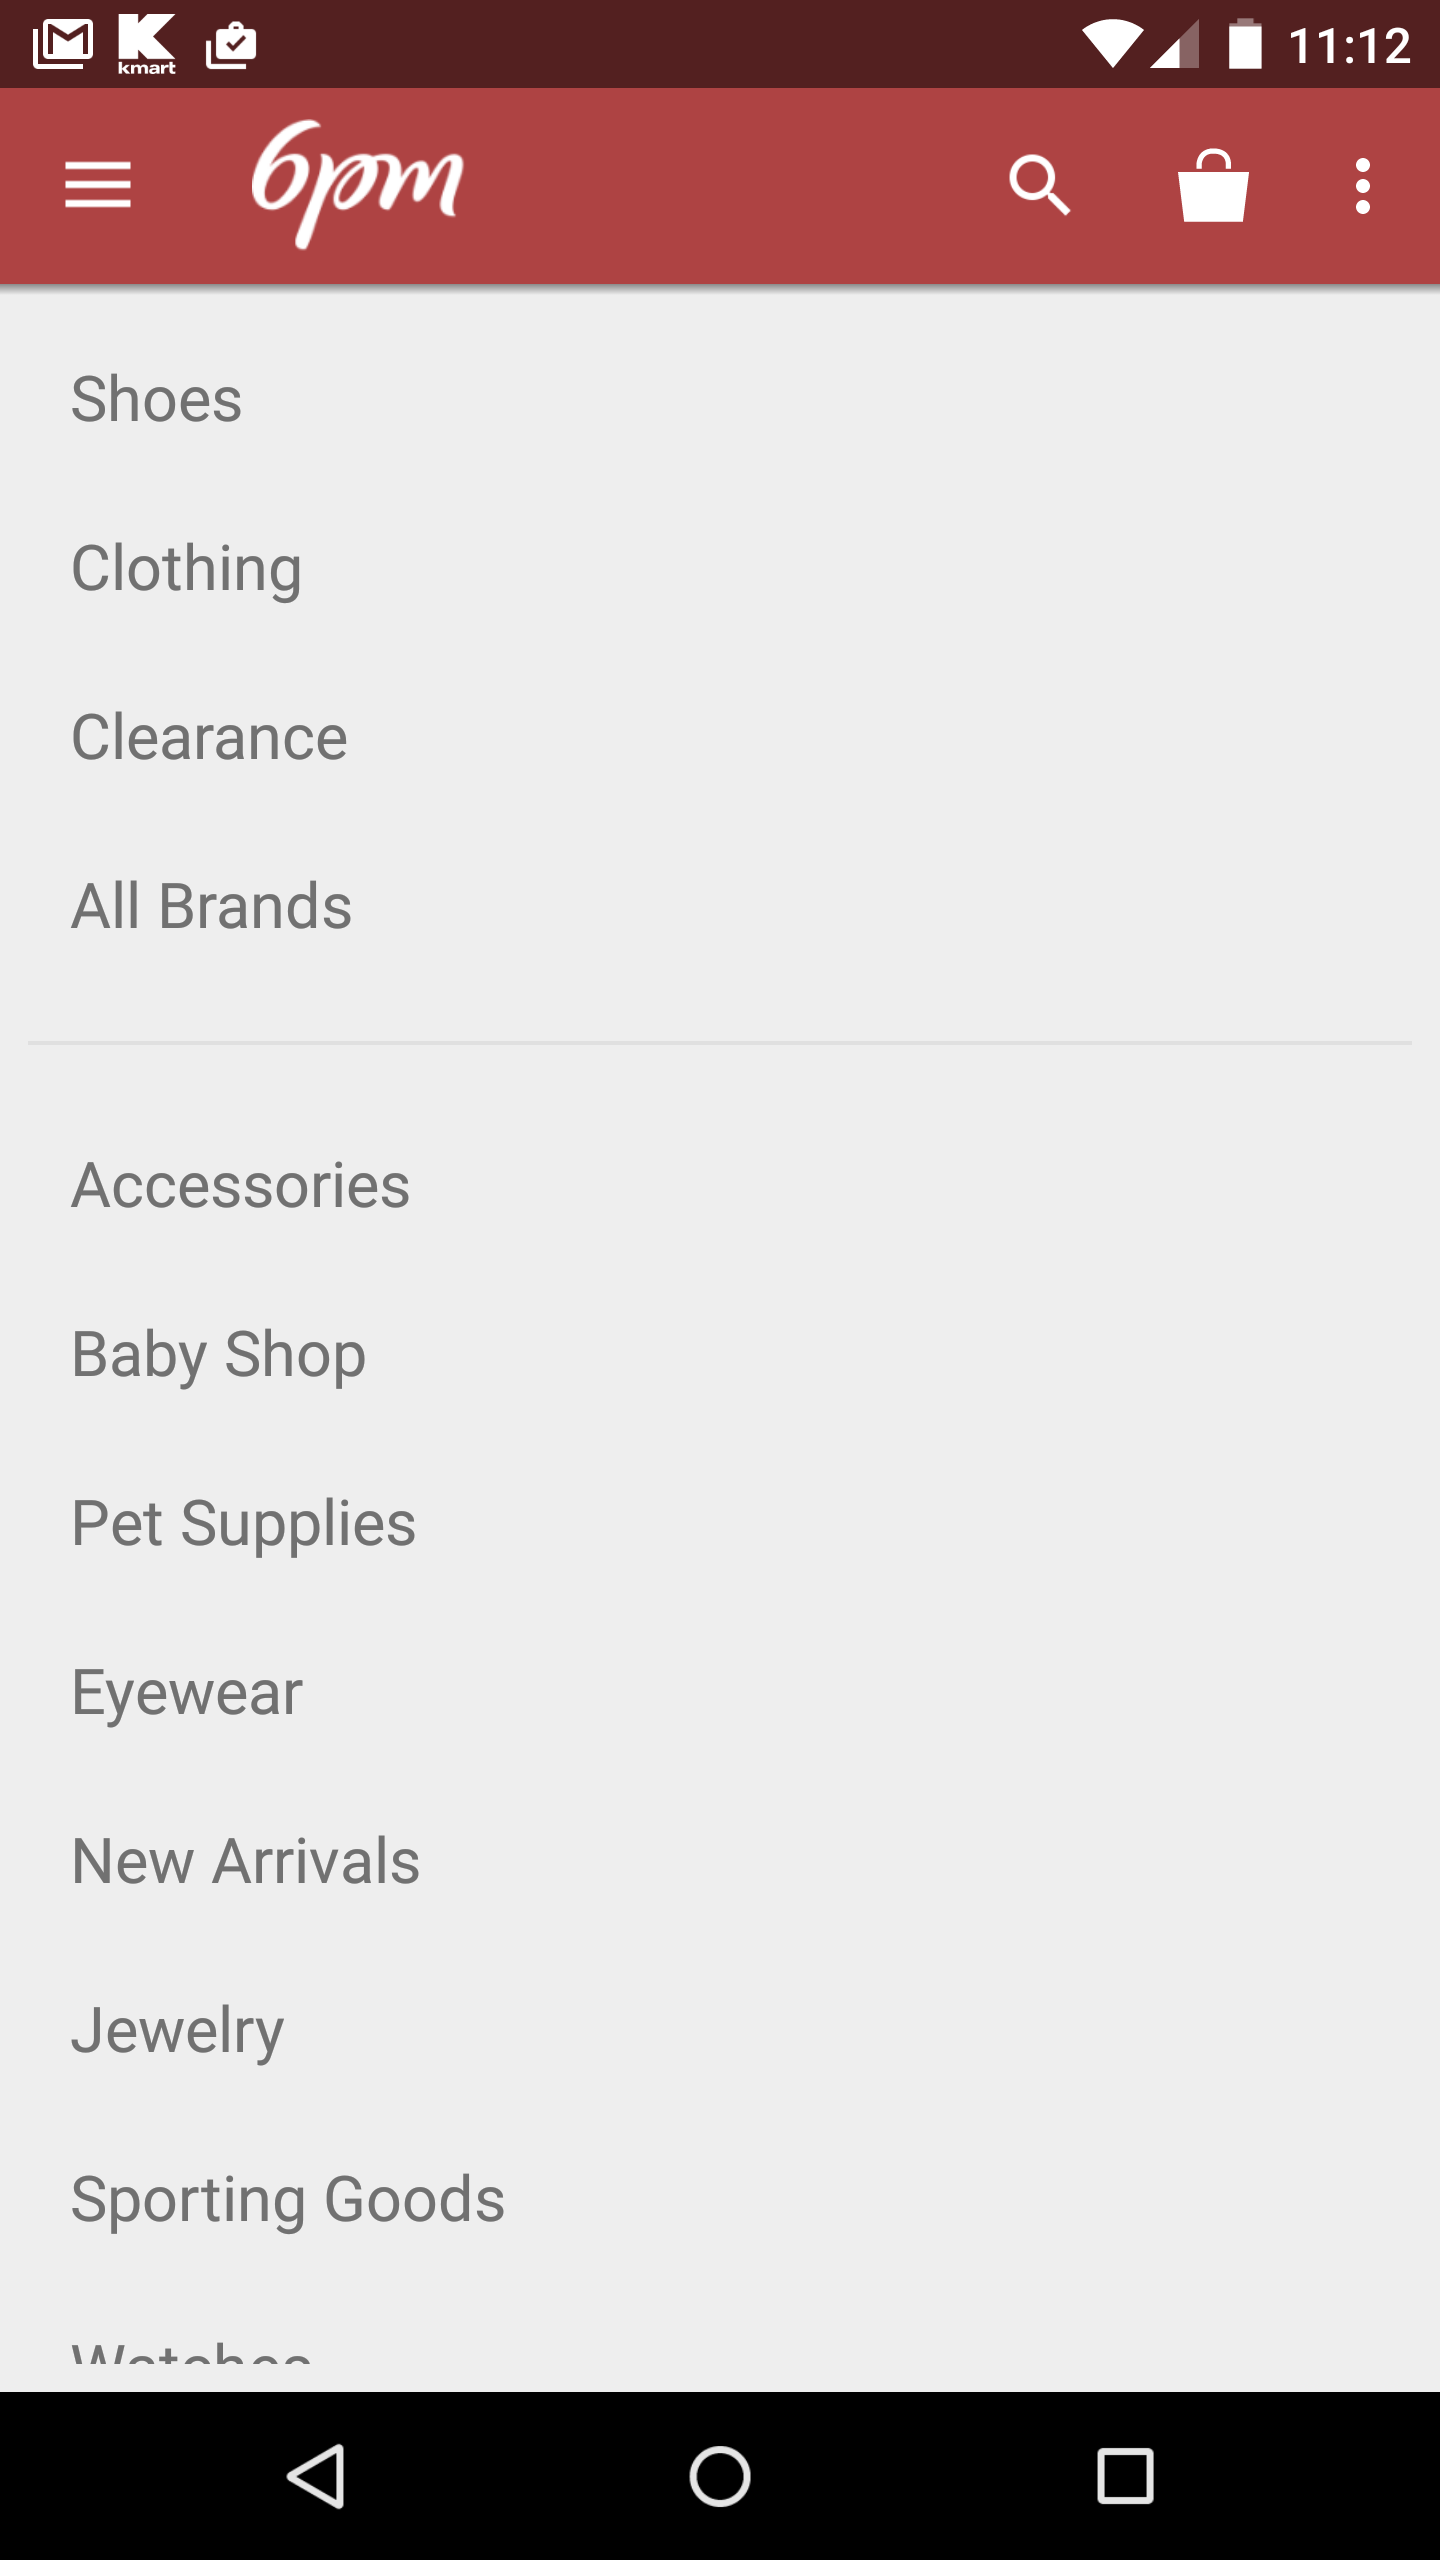 kmart
11:12
6pm
Shoes
Clothing
Clearance
All Brands
Accessories
Baby Shop
Pet Supplies
Eyewear
New Arrivals
Jewelry
Sporting Goods
Watches